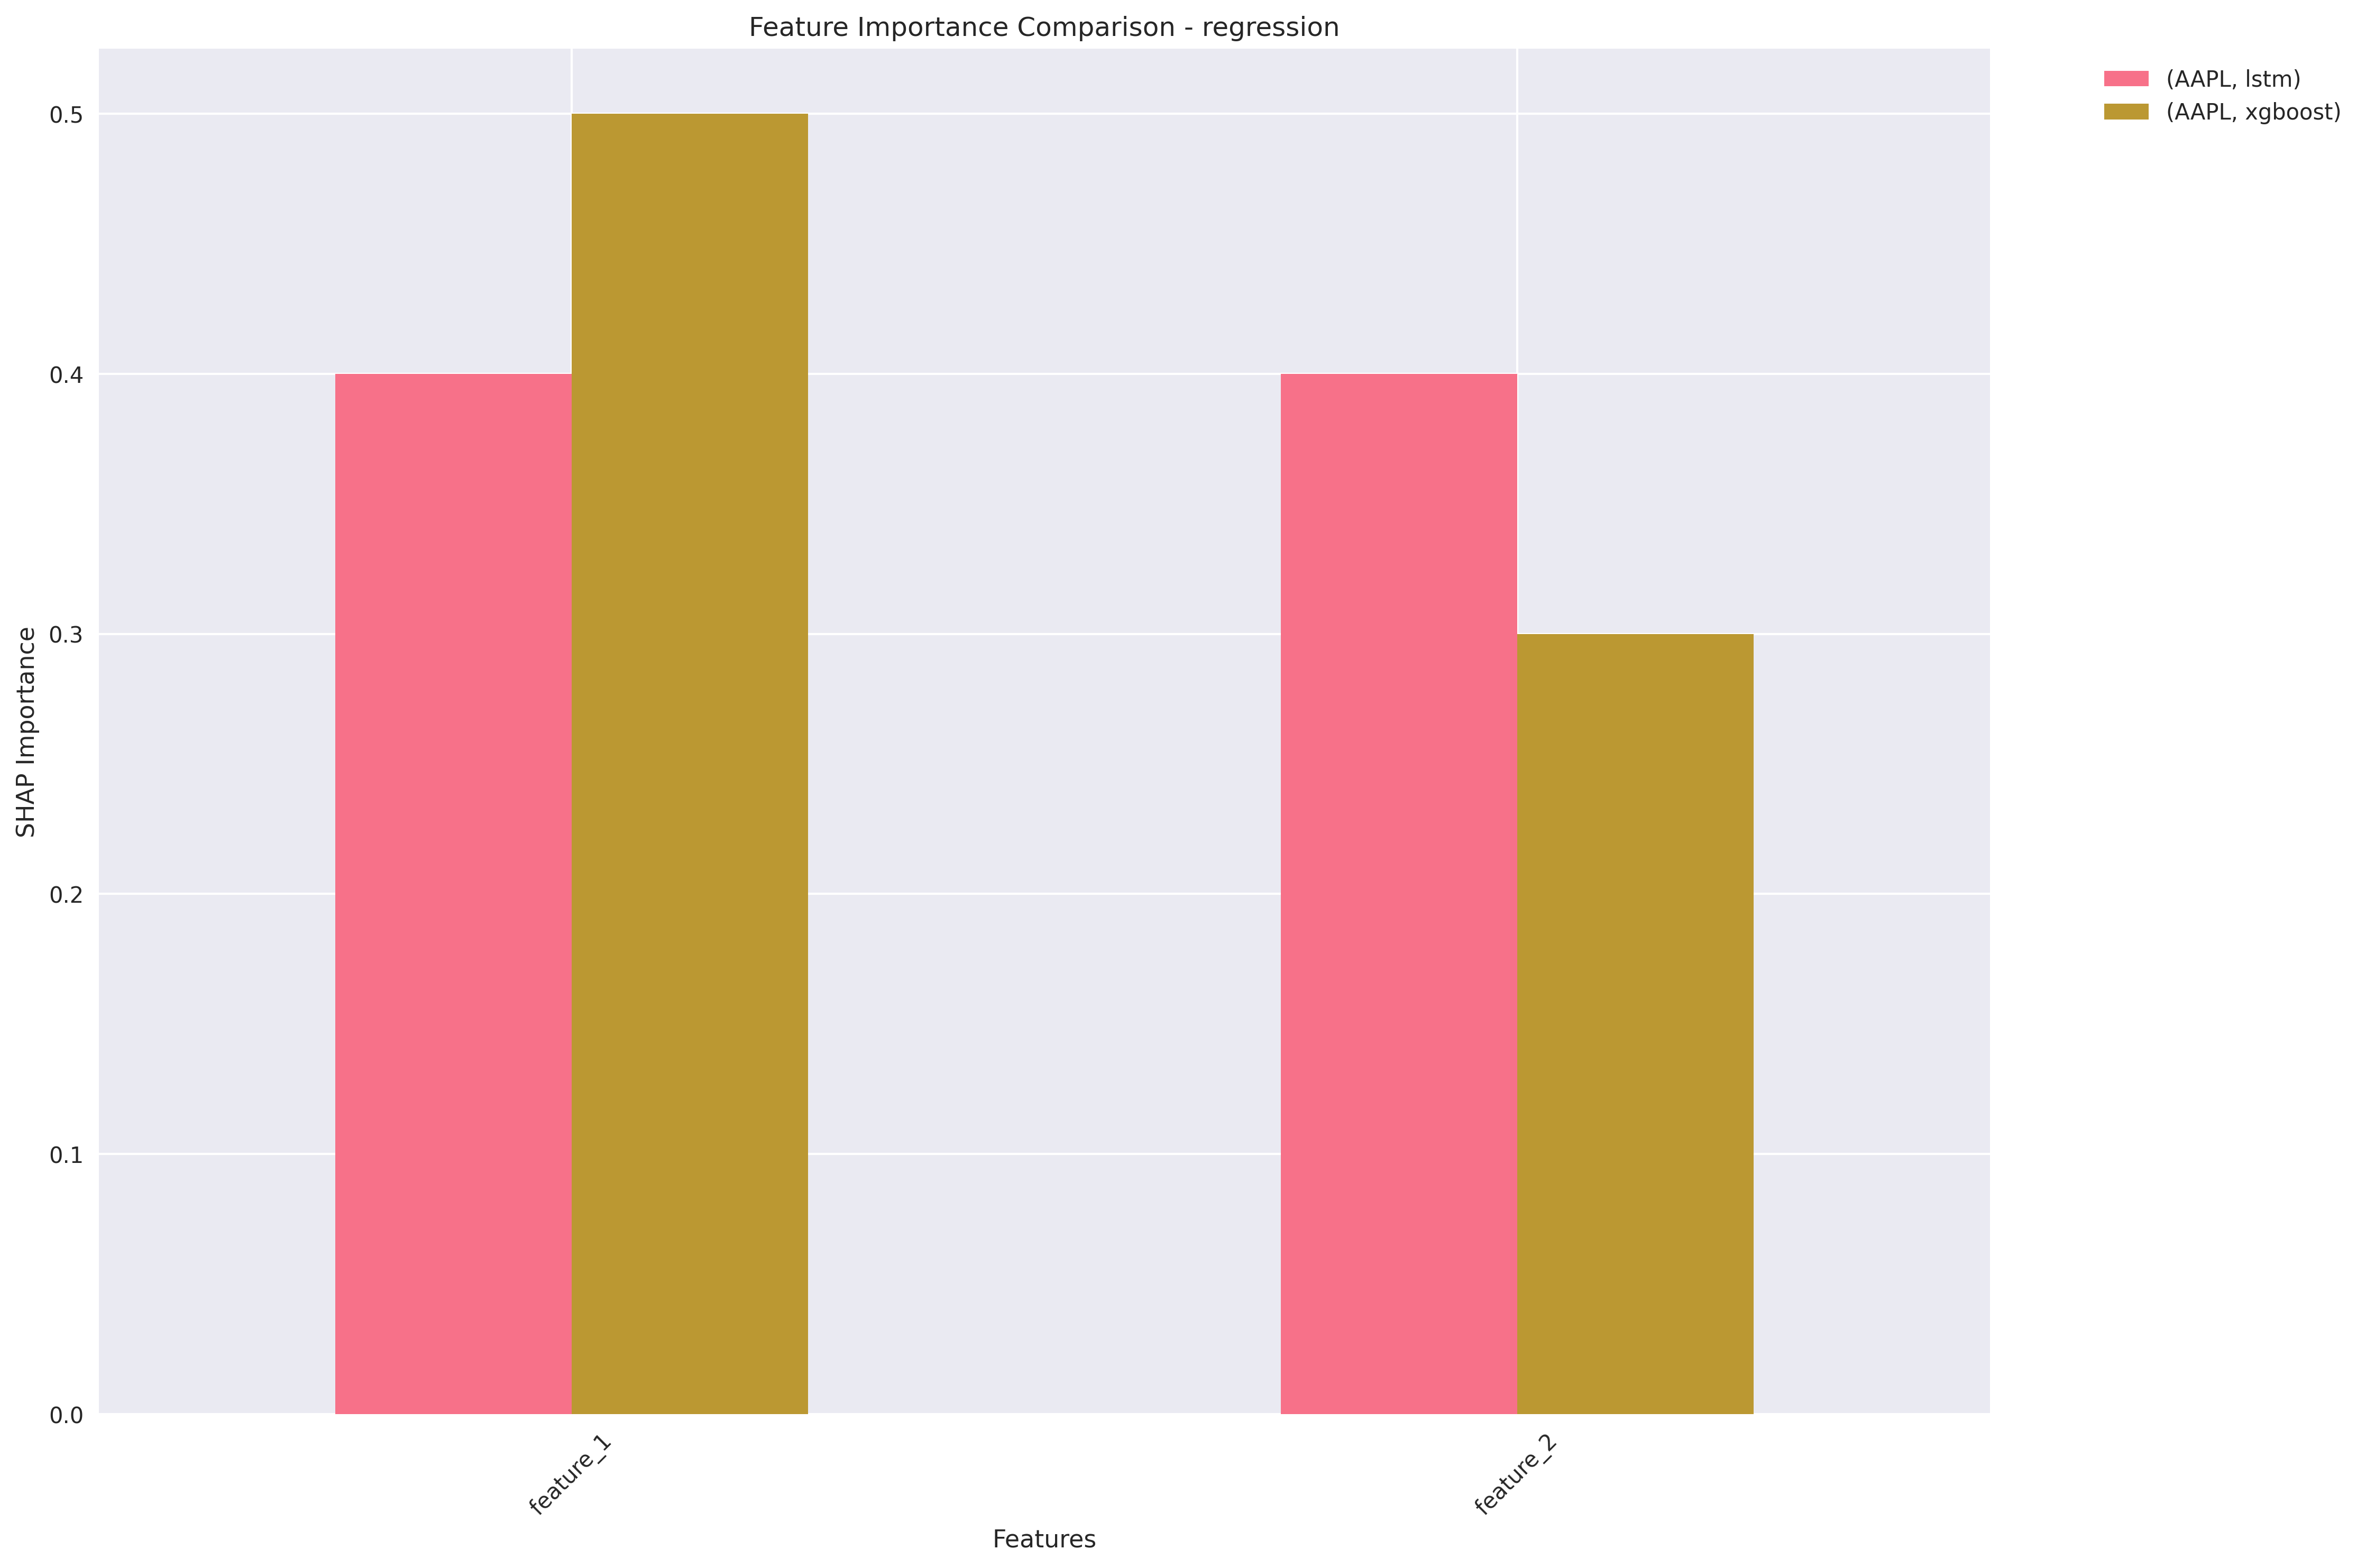 Feature Importance Comparison - regression
(AAPL, lstm)
(AAPL, xgboost)
SHAP Importance
0.5
0.4
0.3
0.2
0.1
0.0
feature_1
feature_2
Features